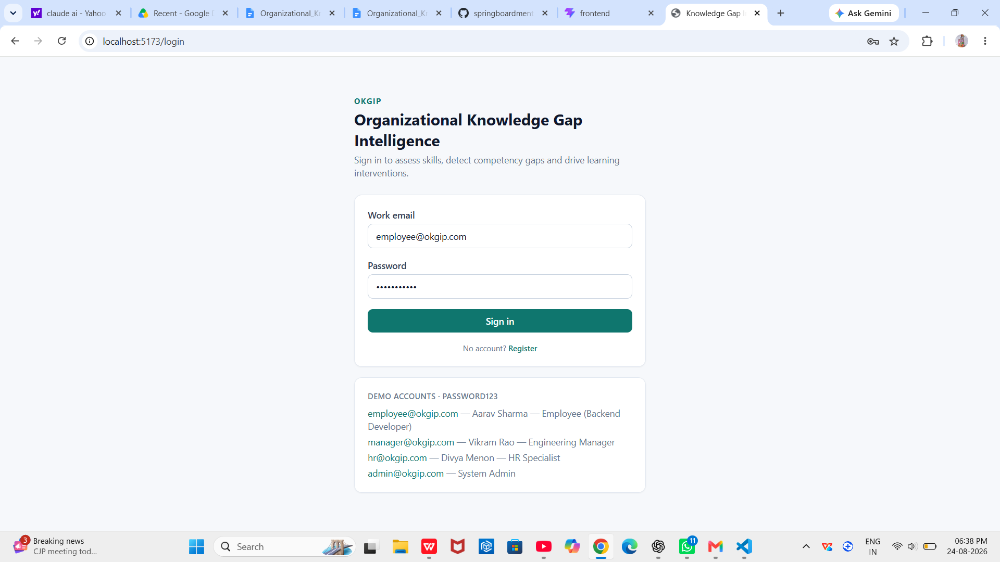 claude ai - Yahoo
Recent - Google
Organizational_Kr
Organizational_Kr
springboardment
frontend
Knowledge Gap
Ask Gemini
localhost:5173/login
OKGIP
Organizational Knowledge Gap
Intelligence
Sign in to assess skills, detect competency gaps and drive learning
interventions.
Work email
employee@okgip.com
Password
•••••••••••
Sign in
No account? Register
DEMO ACCOUNTS · PASSWORD123
employee@okgip.com — Aarav Sharma — Employee (Backend
Developer)
manager@okgip.com — Vikram Rao — Engineering Manager
hr@okgip.com — Divya Menon — HR Specialist
admin@okgip.com — System Admin
3
Breaking news
CJP meeting tod...
Search
11
ENG
IN
06:38 PM
24-08-2026